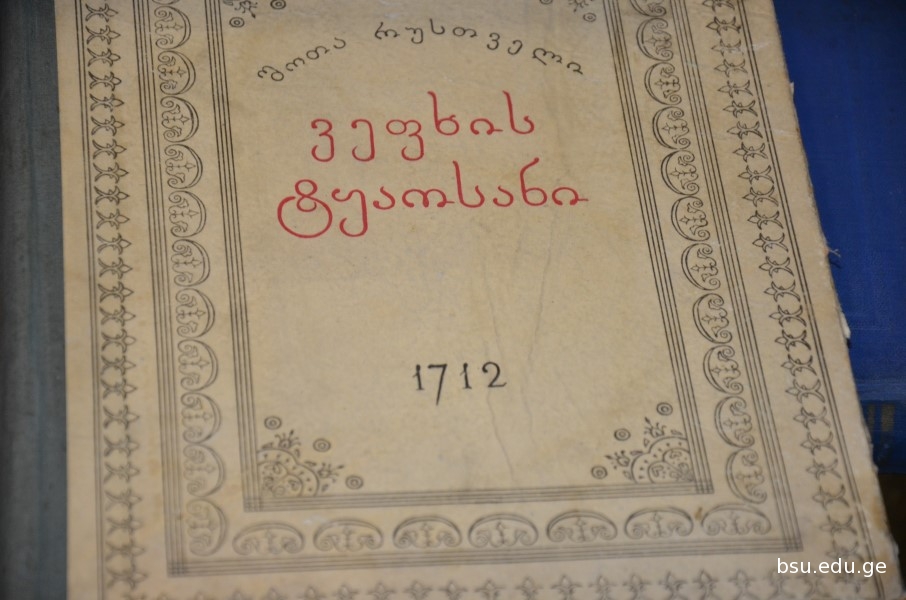 შოთა რუსთველი
ვეფხის
ტყაოსანი
1712
bsu.edu.ge